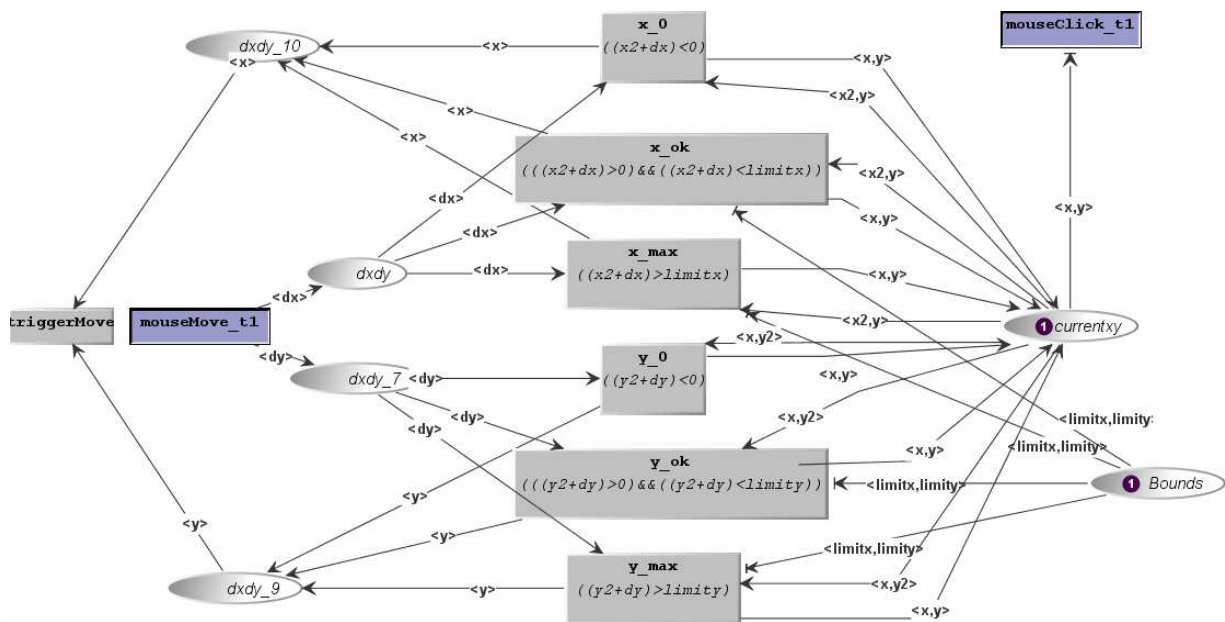 x_0
((x2+dx)<0)
mouseClick_t1
dxdy_10
<x>
<x>
<x,y>
<x2,y>
<x>
<x>
x_ok
(((x2+dx)>0)&&((x2+dx)<limitx))
<x2,y>
<dx>
<x,y>
<x,y>
<dx>
x_max
((x2+dx)>limitx)
dxdy
<dx>
<x,y>
<dx>
triggerMove
mouseMove_t1
<x2,y>
1 currentxy
<dy>
<x,y2>
y_0
((y2+dy)<0)
<x,y>
dxdy_7
<dy>
<dy>
<x,y2>
<limitx,limity>
<dy>
<limitx,limity>
<x,y>
y_ok
(((y2+dy)>0)&&((y2+dy)<limity))
<limitx,limity>
1 Bounds
<y>
<y>
<y>
<limitx,limity>
y_max
((y2+dy)>limity)
dxdy_9
<y>
<x,y2>
<x,y>